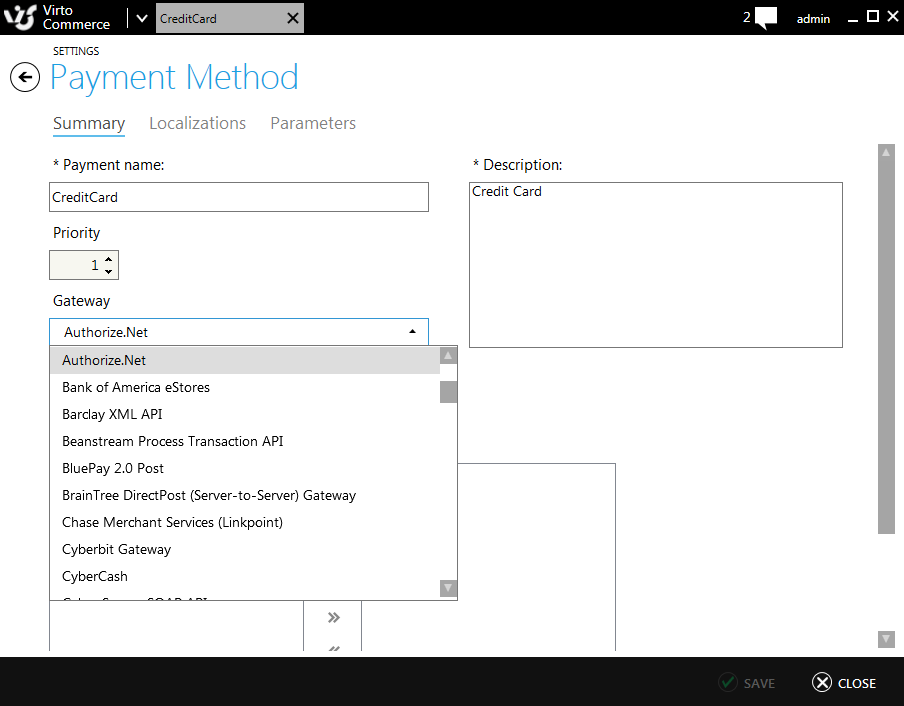 Virto
Commerce
CreditCard
2
admin
SETTINGS
Payment Method
Summary
Localizations
Parameters
* Payment name:
* Description:
CreditCard
Credit Card
Priority
1
Gateway
Authorize.Net
Authorize.Net
Bank of America eStores
Barclay XML API
Beanstream Process Transaction API
BluePay 2.0 Post
BrainTree DirectPost (Server-to-Server) Gateway
Chase Merchant Services (Linkpoint)
Cyberbit Gateway
CyberCash
SAVE
CLOSE